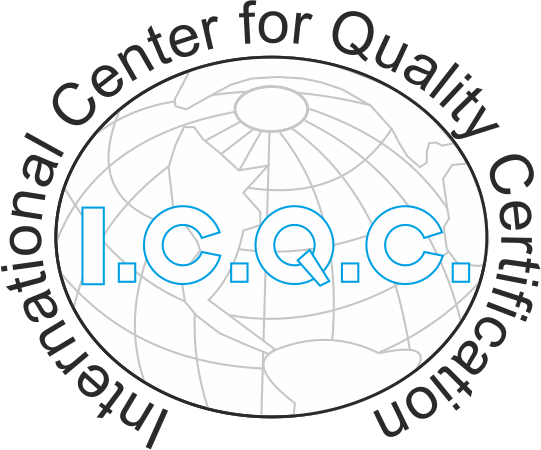 International Center for Quality Certification
I.C.Q.C.